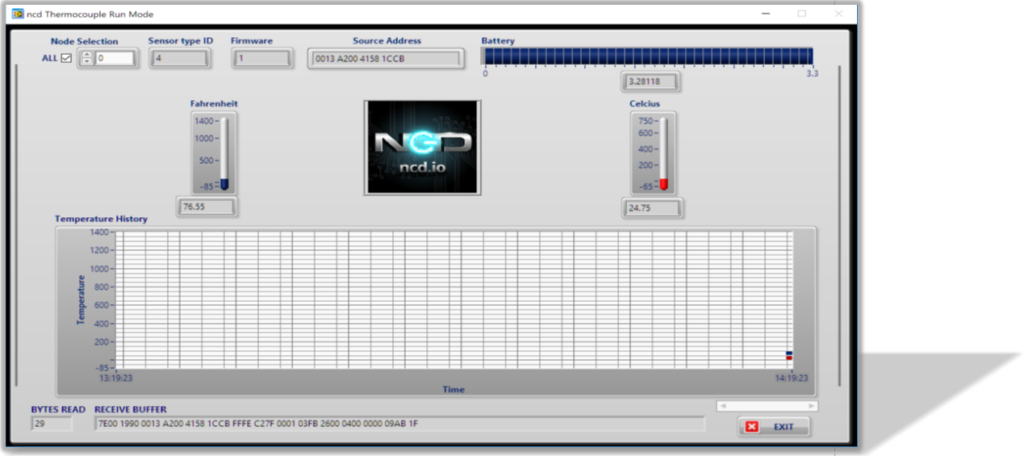 ncd Thermocouple Run Mode
Node Selection
Sensor type ID
Firmware
Source Address
Battery
ALL
0
4
1
0013 A200 4158 1CCB
0
3.3
3.28118
Fahrenheit
1400
1000
500
-85
76.55
NCD
ncd.io
Celcius
750
600
400
200
-65
24.75
Temperature History
Temperature
1400
1200
1000
800
600
400
200
-85
13:19:23
14:19:23
Time
BYTES READ
RECEIVE BUFFER
29
7E00 1990 0013 A200 4158 1CCB FFFE C27F 0001 03FB 2600 0400 0000 09AB 1F
EXIT